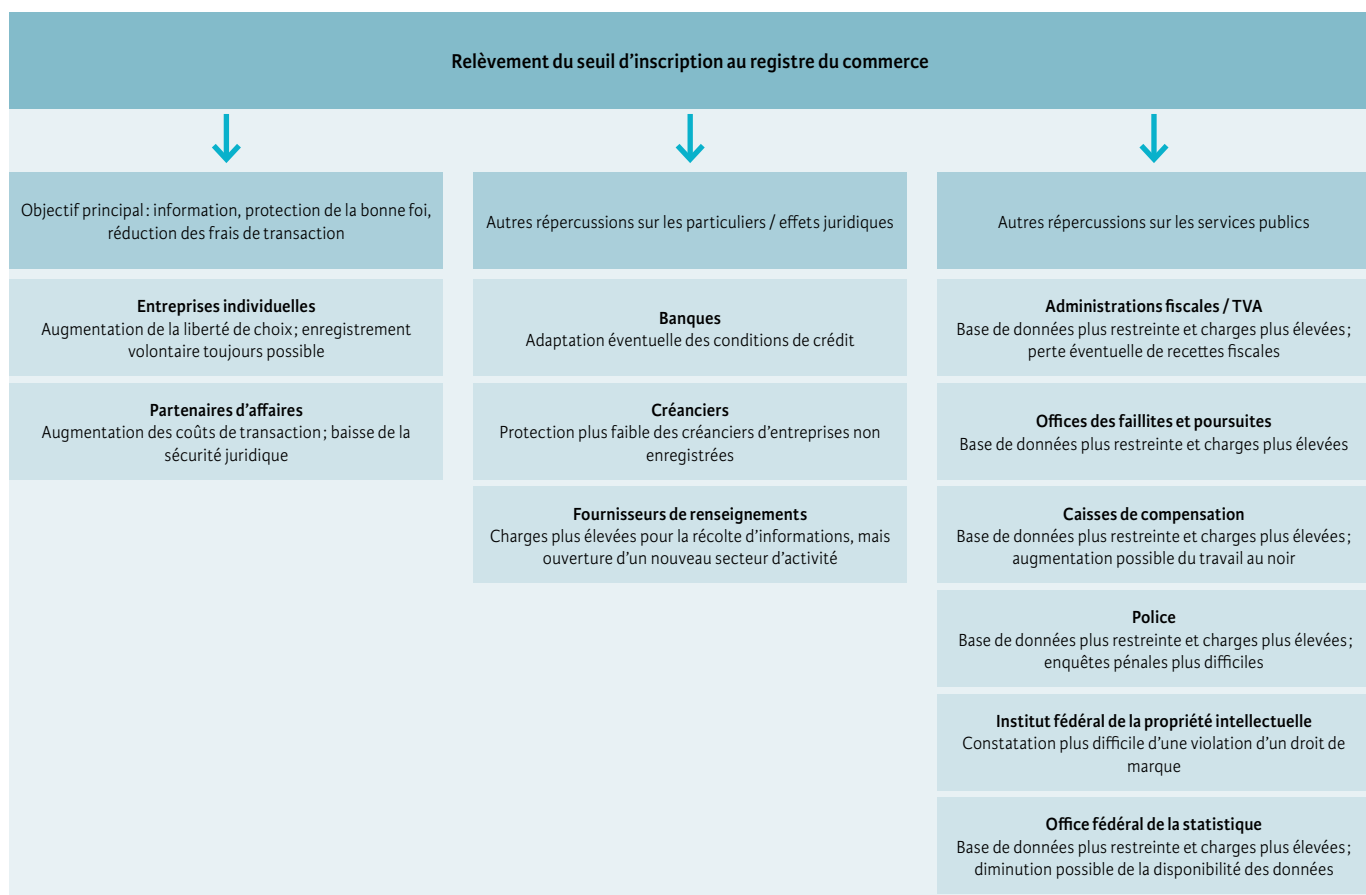 Relèvement du seuil d’inscription au registre du commerce
Objectif principal : information, protection de la bonne foi,
réduction des frais de transaction
Entreprises individuelles
Augmentation de la liberté de choix ; enregistrement
volontaire toujours possible
Partenaires d’affaires
Augmentation des coûts de transaction ; baisse de la
sécurité juridique
Autres répercussions sur les particuliers / effets juridiques
Banques
Adaptation éventuelle des conditions de crédit
Créanciers
Protection plus faible des créanciers d’entreprises non
enregistrées
Fournisseurs de renseignements
Charges plus élevées pour la récolte d’informations, mais
ouverture d’un nouveau secteur d’activité
Autres répercussions sur les services publics
Administrations fiscales / TVA
Base de données plus restreinte et charges plus élevées ;
perte éventuelle de recettes fiscales
Offices des faillites et poursuites
Base de données plus restreinte et charges plus élevées
Caisses de compensation
Base de données plus restreinte et charges plus élevées ;
augmentation possible du travail au noir
Police
Base de données plus restreinte et charges plus élevées ;
enquêtes pénales plus difficiles
Institut fédéral de la propriété intellectuelle
Constatation plus difficile d’une violation d’un droit de
marque
Office fédéral de la statistique
Base de données plus restreinte et charges plus élevées ;
diminution possible de la disponibilité des données